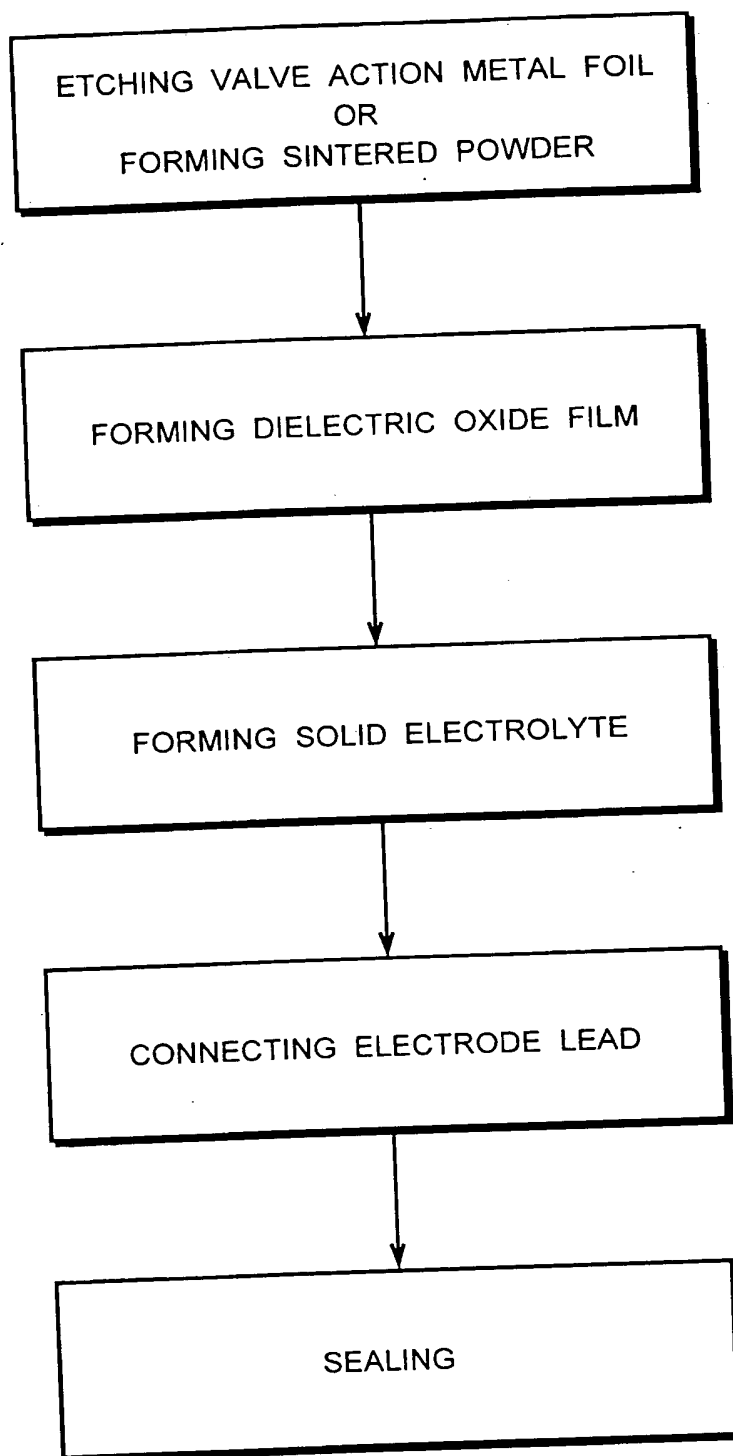 ETCHING VALVE ACTION METAL FOIL
OR
FORMING SINTERED POWDER
FORMING DIELECTRIC OXIDE FILM
FORMING SOLID ELECTROLYTE
CONNECTING ELECTRODE LEAD
SEALING